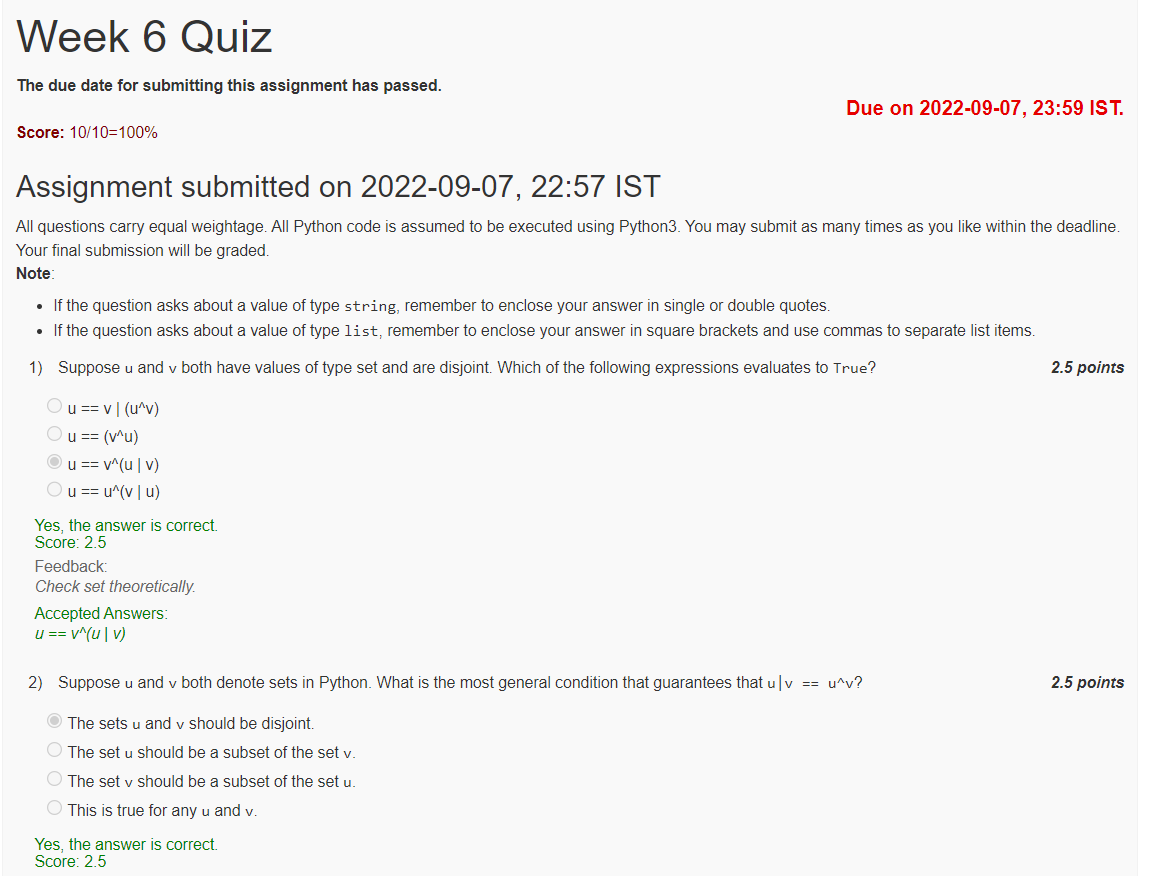 Week 6 Quiz
The due date for submitting this assignment has passed.
Due on 2022-09-07, 23:59 IST.
Score: 10/10=100%
Assignment submitted on 2022-09-07, 22:57 IST
All questions carry equal weightage. All Python code is assumed to be executed using Python3. You may submit as many times as you like within the deadline.
Your final submission will be graded.
Note:
• If the question asks about a value of type string, remember to enclose your answer in single or double quotes.
• If the question asks about a value of type list, remember to enclose your answer in square brackets and use commas to separate list items.
1) Suppose u and v both have values of type set and are disjoint. Which of the following expressions evaluates to True? 2.5 points
u == v | (u^v)
u == (v^u)
u == v^(u | v)
u == u^(v | u)
Yes, the answer is correct.
Score: 2.5
Feedback:
Check set theoretically.
Accepted Answers:
u == v^(u | v)
2) Suppose u and v both denote sets in Python. What is the most general condition that guarantees that u|v == u^v? 2.5 points
The sets u and v should be disjoint.
The set u should be a subset of the set v.
The set v should be a subset of the set u.
This is true for any u and v.
Yes, the answer is correct.
Score: 2.5